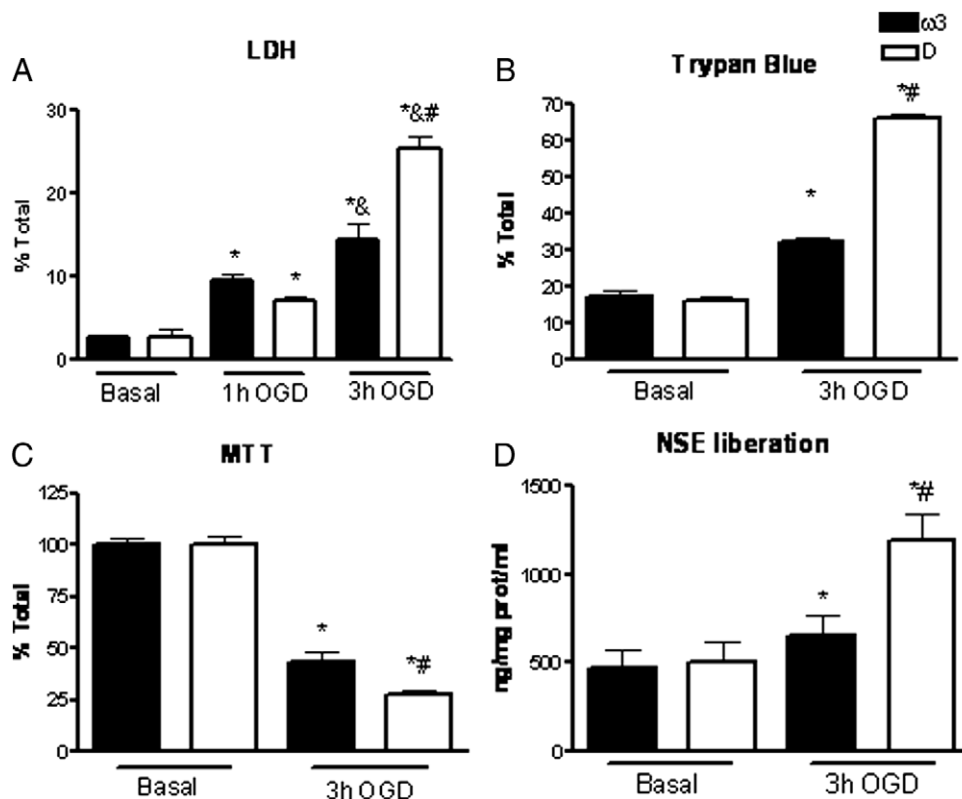 ω3
D
A
LDH
30
20
10
0
% Total
*
*
*&
*&#
Basal
1h OGD
3h OGD
B
Trypan Blue
70
60
50
40
30
20
10
0
% Total
*
*#
Basal
3h OGD
C
MTT
125
100
75
50
25
0
% Total
*
*#
Basal
3h OGD
D
NSE liberation
1500
1000
500
0
ng/mg prot/ml
*
*#
Basal
3h OGD